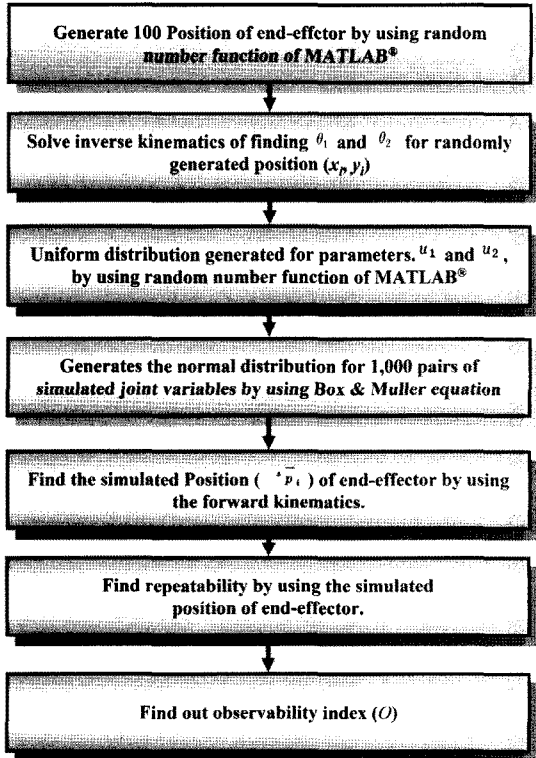 Generate 100 Position of end-effctor by using random
number function of MATLAB®
Solve inverse kinematics of finding θ₁ and θ₂ for randomly
generated position (xᵢ, yᵢ)
Uniform distribution generated for parameters. u₁ and u₂,
by using random number function of MATLAB®
Generates the normal distribution for 1,000 pairs of
simulated joint variables by using Box & Muller equation
Find the simulated Position ( ) of end-effector by using
the forward kinematics.
Find repeatability by using the simulated
position of end-effector.
Find out observability index (O)